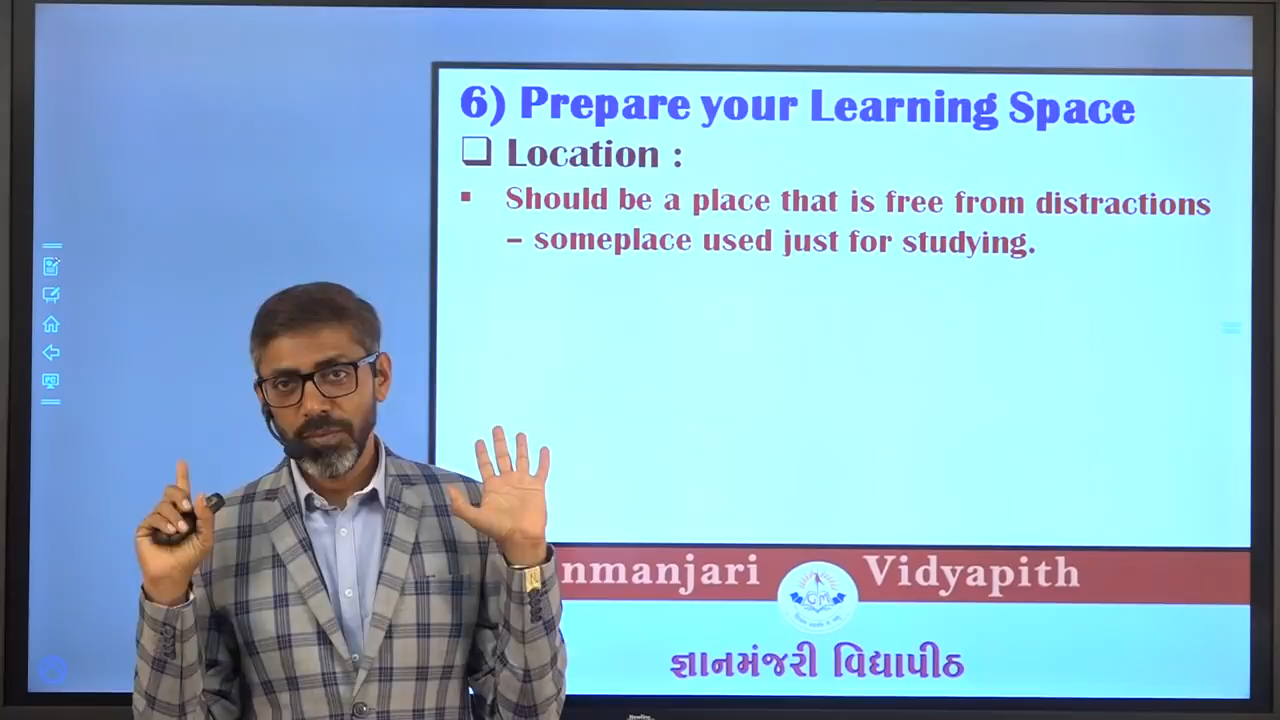 6) Prepare your Learning Space
❑ Location :
▪ Should be a place that is free from distractions
– someplace used just for studying.
nmanjari Vidyapith
GM
જ્ઞાનમંજરી વિદ્યાપીઠ